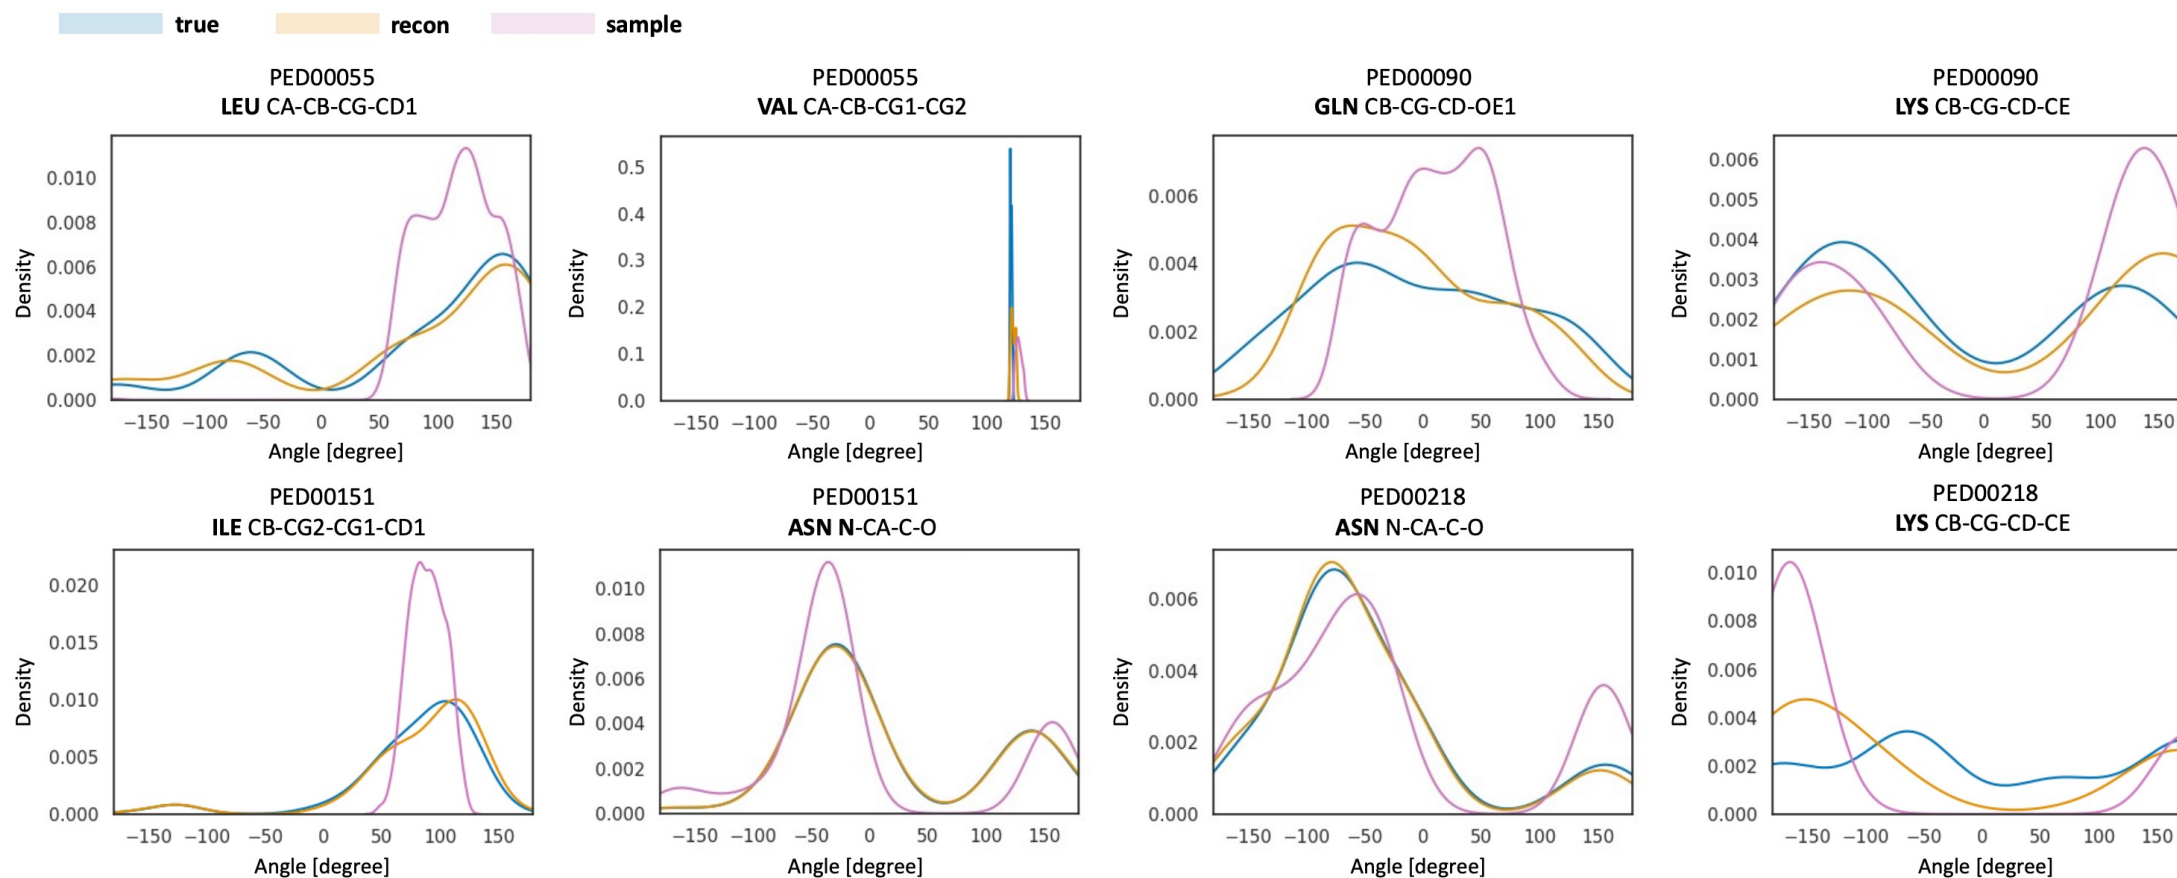 true recon sample
PED00055
LEU CA-CB-CG-CD1
Density
0.010
0.008
0.006
0.004
0.002
0.000
−150 −100 −50 0 50 100 150
Angle [degree]
PED00055
VAL CA-CB-CG1-CG2
Density
0.5
0.4
0.3
0.2
0.1
0.0
−150 −100 −50 0 50 100 150
Angle [degree]
PED00090
GLN CB-CG-CD-OE1
Density
0.006
0.004
0.002
0.000
−150 −100 −50 0 50 100 150
Angle [degree]
PED00090
LYS CB-CG-CD-CE
Density
0.006
0.005
0.004
0.003
0.002
0.001
0.000
−150 −100 −50 0 50 100 150
Angle [degree]
PED00151
ILE CB-CG2-CG1-CD1
Density
0.020
0.015
0.010
0.005
0.000
−150 −100 −50 0 50 100 150
Angle [degree]
PED00151
ASN N-CA-C-O
Density
0.010
0.008
0.006
0.004
0.002
0.000
−150 −100 −50 0 50 100 150
Angle [degree]
PED00218
ASN N-CA-C-O
Density
0.006
0.004
0.002
0.000
−150 −100 −50 0 50 100 150
Angle [degree]
PED00218
LYS CB-CG-CD-CE
Density
0.010
0.008
0.006
0.004
0.002
0.000
−150 −100 −50 0 50 100 150
Angle [degree]